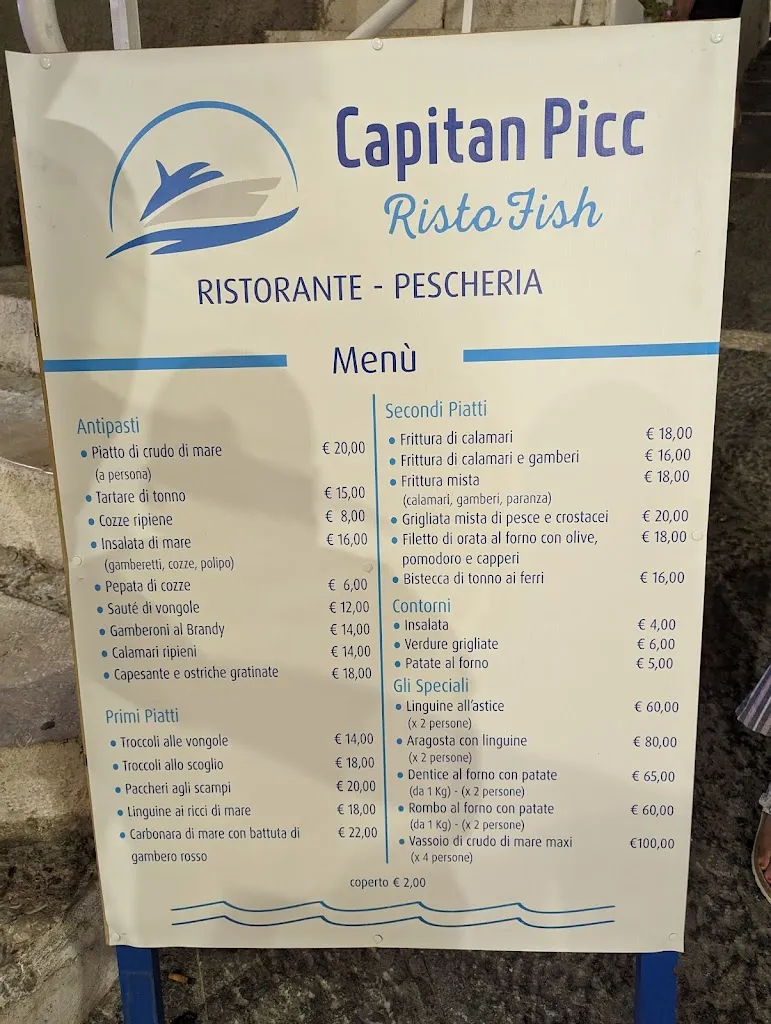 Capitan Picc
Risto Fish
RISTORANTE - PESCHERIA
Menù
Antipasti
• Piatto di crudo di mare € 20,00
(a persona)
• Tartare di tonno € 15,00
• Cozze ripiene € 8,00
• Insalata di mare € 16,00
(gamberetti, cozze, polipo)
• Pepata di cozze € 6,00
• Sauté di vongole € 12,00
• Gamberoni al Brandy € 14,00
• Calamari ripieni € 14,00
• Capesante e ostriche gratinate € 18,00
Primi Piatti
• Troccoli alle vongole € 14,00
• Troccoli allo scoglio € 18,00
• Paccheri agli scampi € 20,00
• Linguine ai ricci di mare € 18,00
• Carbonara di mare con battuta di € 22,00
gambero rosso
Secondi Piatti
• Frittura di calamari € 18,00
• Frittura di calamari e gamberi € 16,00
• Frittura mista € 18,00
(calamari, gamberi, paranza)
• Grigliata mista di pesce e crostacei € 20,00
• Filetto di orata al forno con olive, € 18,00
pomodoro e capperi
• Bistecca di tonno ai ferri € 16,00
Contorni
• Insalata € 4,00
• Verdure grigliate € 6,00
• Patate al forno € 5,00
Gli Speciali
• Linguine all'astice € 60,00
(x 2 persone)
• Aragosta con linguine € 80,00
(x 2 persone)
• Dentice al forno con patate € 65,00
(da 1 Kg) - (x 2 persone)
• Rombo al forno con patate € 60,00
(da 1 Kg) - (x 2 persone)
• Vassoio di crudo di mare maxi €100,00
(x 4 persone)
coperto € 2,00